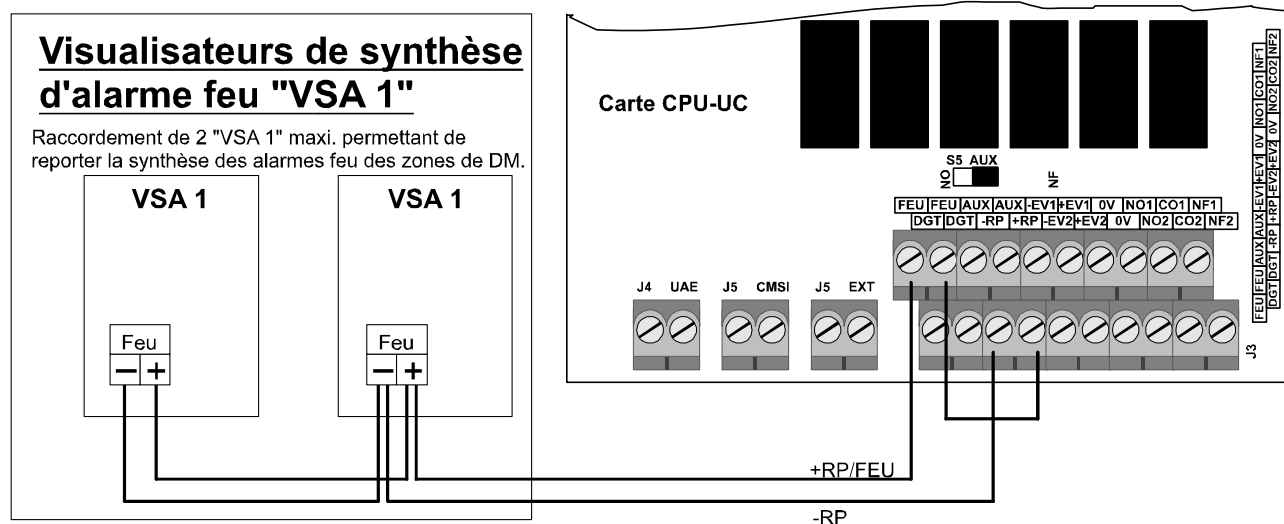 Visualisateurs de synthèse
d'alarme feu "VSA 1"
Raccordement de 2 "VSA 1" maxi. permettant de
reporter la synthèse des alarmes feu des zones de DM.
VSA 1
VSA 1
Feu
– +
Feu
– +
Carte CPU-UC
S5 AUX
NO
NF
FEU FEU AUX AUX -EV1 +EV1 0V NO1 CO1 NF1
DGT DGT -RP +RP -EV2 +EV2 0V NO2 CO2 NF2
J4 UAE
J5 CMSI
J5 EXT
J3
FEU FEU AUX AUX -EV1 +EV1 0V NO1 CO1 NF1
DGT DGT -RP +RP -EV2 +EV2 0V NO2 CO2 NF2
+RP/FEU
-RP